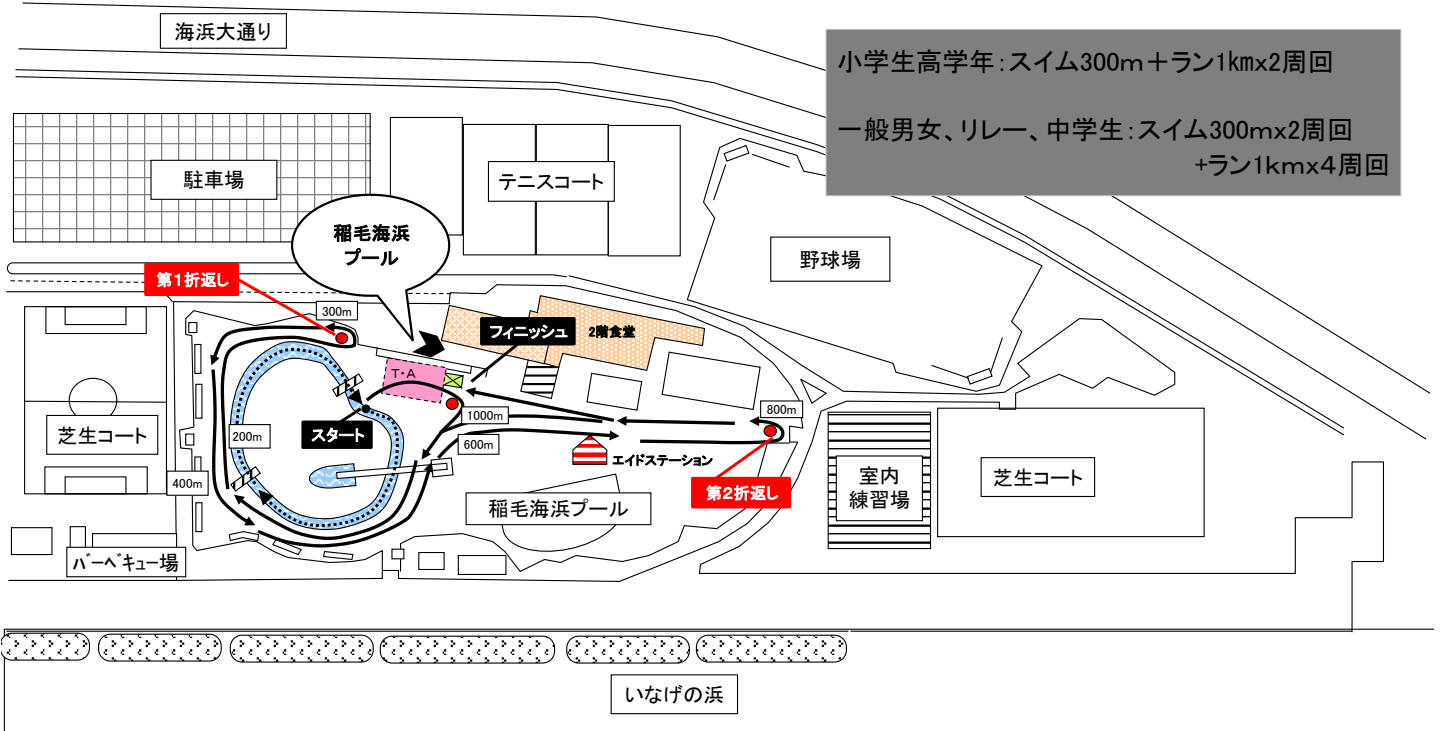 海浜大通り
小学生高学年:スイム300m+ラン1kmx2周回
一般男女、リレー、中学生:スイム300mx2周回
+ラン1kmx4周回
駐車場
テニスコート
稲毛海浜
プール
野球場
第1折返し
300m
フィニッシュ
2階食堂
T・A
1000m
800m
スタート
200m
600m
エイドステーション
芝生コート
400m
第2折返し
室内
練習場
芝生コート
稲毛海浜プール
バーベキュー場
いなげの浜